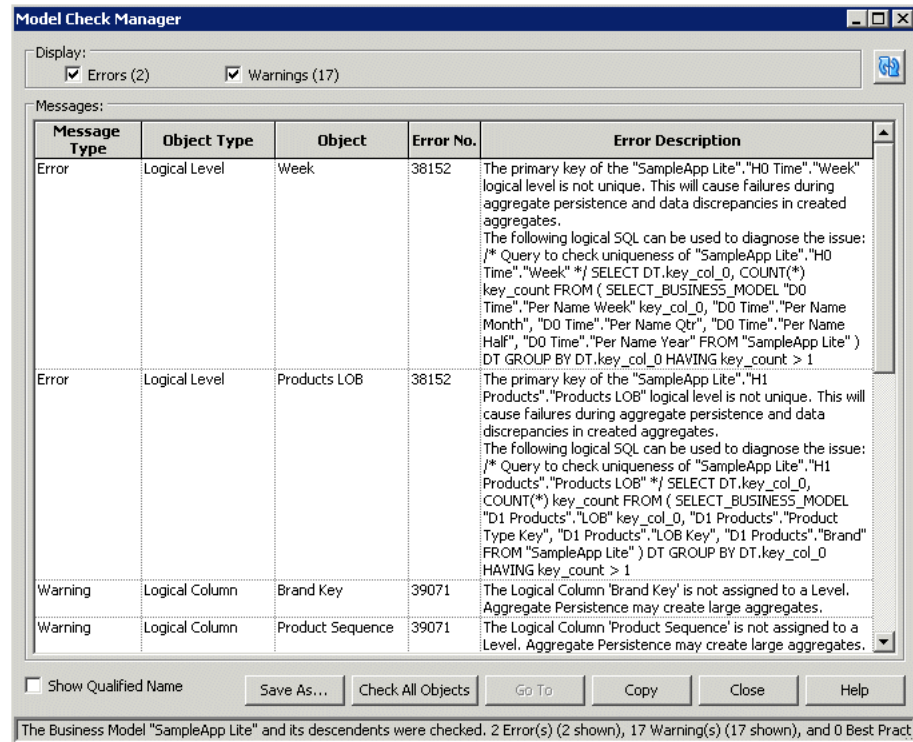 Model Check Manager
Display:
Errors (2)
Warnings (17)
Messages:
Message Type
Object Type
Object
Error No.
Error Description
Error
Logical Level
Week
38152
The primary key of the "SampleApp Lite"."H0 Time"."Week"
logical level is not unique. This will cause failures during
aggregate persistence and data discrepancies in created
aggregates.
The following logical SQL can be used to diagnose the issue:
/* Query to check uniqueness of "SampleApp Lite"."H0
Time"."Week" */ SELECT DT.key_col_0, COUNT(*)
key_count FROM ( SELECT_BUSINESS_MODEL "D0
Time"."Per Name Week" key_col_0, "D0 Time"."Per Name
Month", "D0 Time"."Per Name Qtr", "D0 Time"."Per Name
Half", "D0 Time"."Per Name Year" FROM "SampleApp Lite" )
DT GROUP BY DT.key_col_0 HAVING key_count > 1
Error
Logical Level
Products LOB
38152
The primary key of the "SampleApp Lite"."H1
Products"."Products LOB" logical level is not unique. This will
cause failures during aggregate persistence and data
discrepancies in created aggregates.
The following logical SQL can be used to diagnose the issue:
/* Query to check uniqueness of "SampleApp Lite"."H1
Products"."Products LOB" */ SELECT DT.key_col_0,
COUNT(*) key_count FROM ( SELECT_BUSINESS_MODEL
"D1 Products"."LOB" key_col_0, "D1 Products"."Product
Type Key", "D1 Products"."LOB Key", "D1 Products"."Brand"
FROM "SampleApp Lite" ) DT GROUP BY DT.key_col_0
HAVING key_count > 1
Warning
Logical Column
Brand Key
39071
The Logical Column 'Brand Key' is not assigned to a Level.
Aggregate Persistence may create large aggregates.
Warning
Logical Column
Product Sequence
39071
The Logical Column 'Product Sequence' is not assigned to a
Level. Aggregate Persistence may create large aggregates.
Show Qualified Name
Save As...
Check All Objects
Go To
Copy
Close
Help
The Business Model "SampleApp Lite" and its descendents were checked. 2 Error(s) (2 shown), 17 Warning(s) (17 shown), and 0 Best Pract